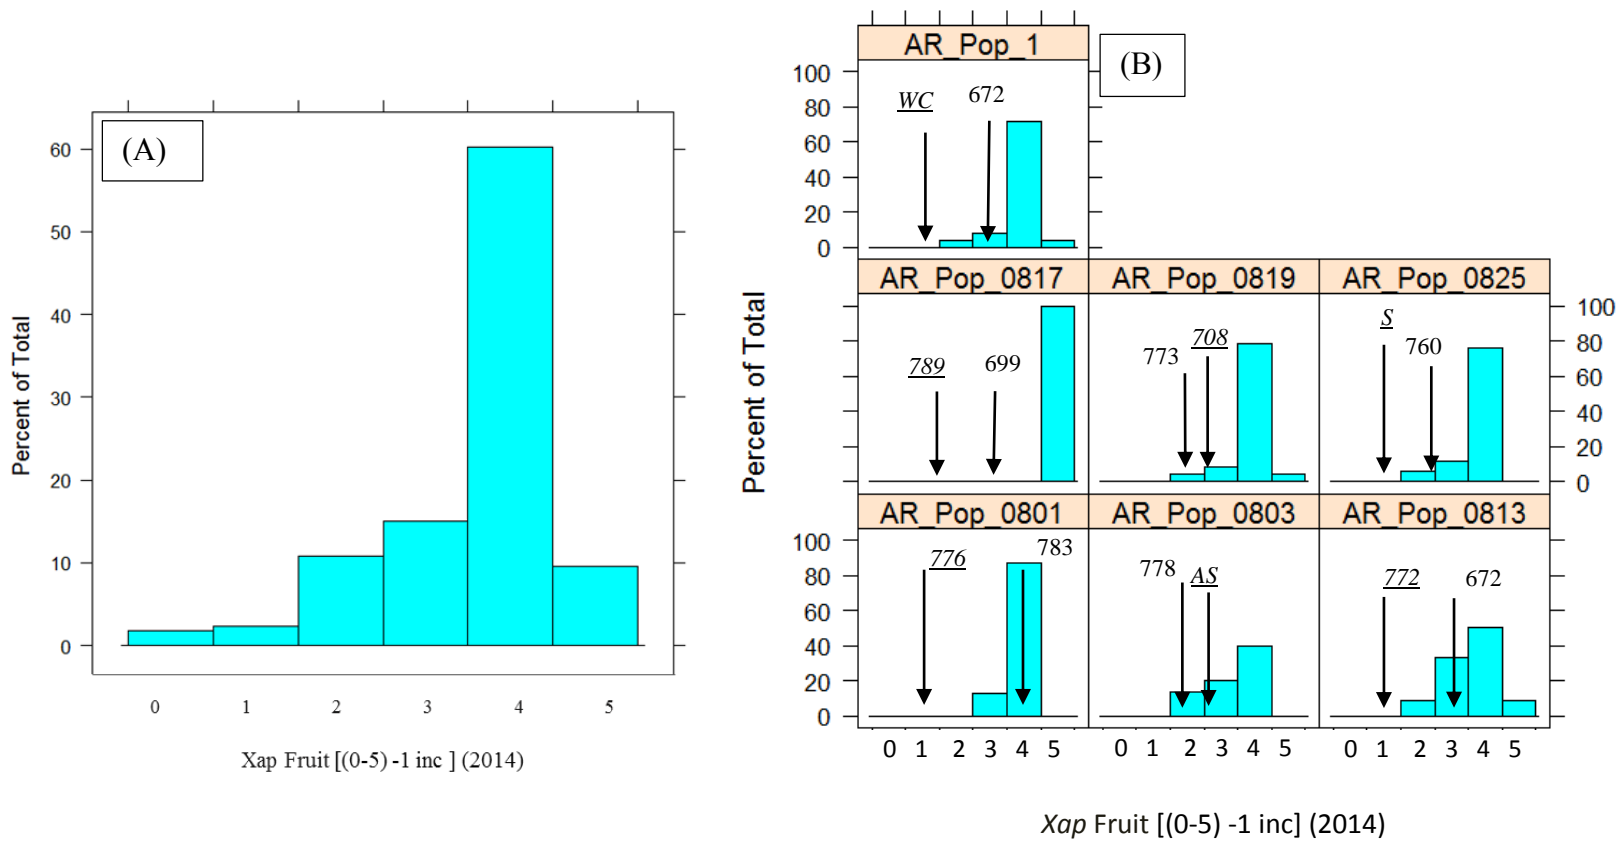 (A)
Percent of Total
60
50
40
30
20
10
0
0 1 2 3 4 5
Xap Fruit [(0-5) -1 inc ] (2014)
(B)
Percent of Total
AR_Pop_1
100
80
60
40
20
0
WC 672
AR_Pop_0817 AR_Pop_0819 AR_Pop_0825
789 699
773 708
S 760
100
80
60
40
20
0
AR_Pop_0801 AR_Pop_0803 AR_Pop_0813
100
80
60
40
20
0
776 783
778 AS
772 672
0 1 2 3 4 5 0 1 2 3 4 5 0 1 2 3 4 5
Xap Fruit [(0-5) -1 inc] (2014)